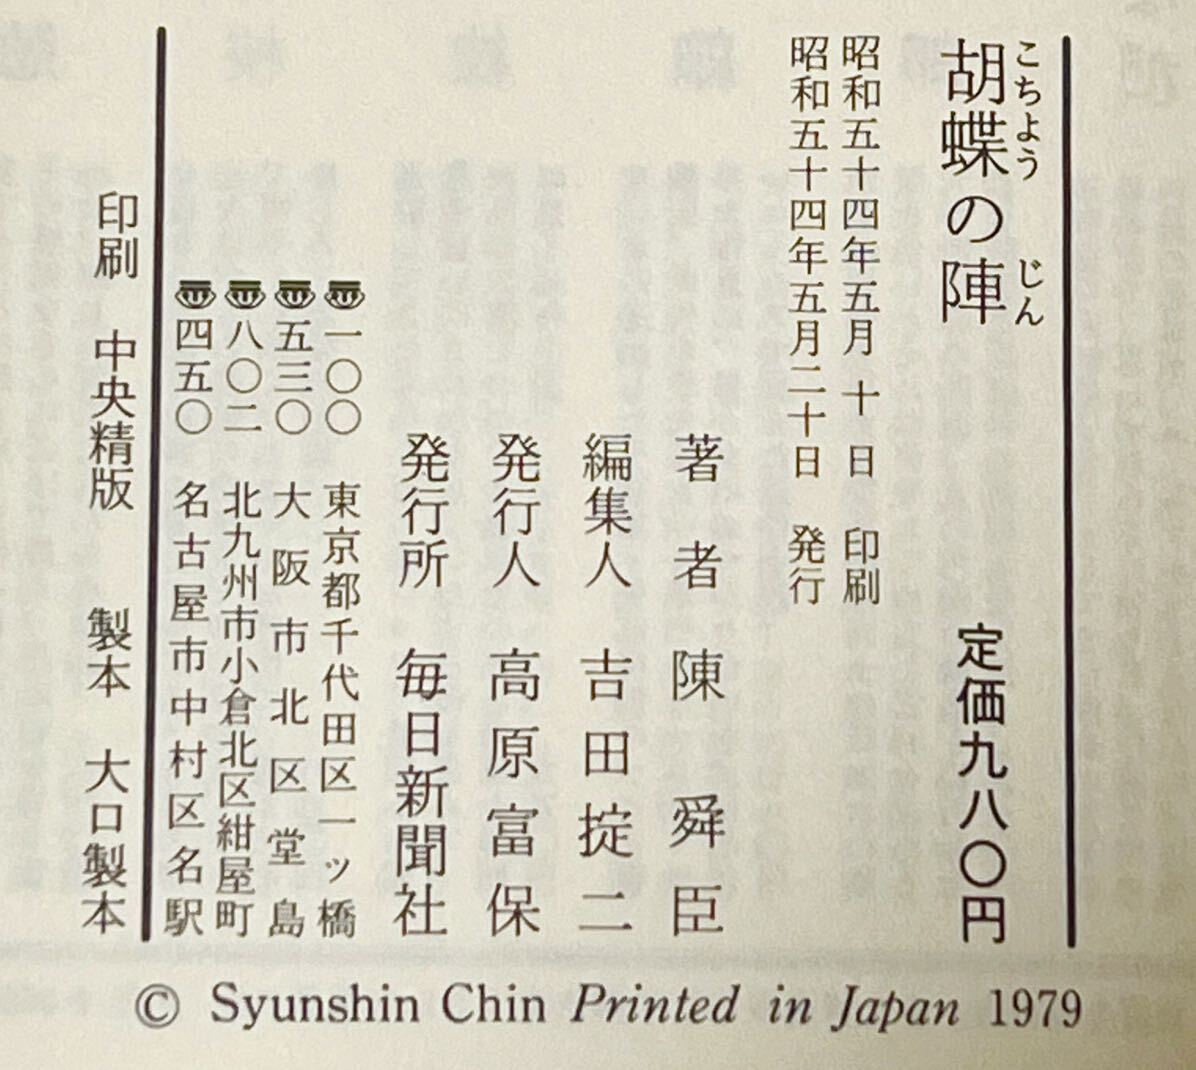 こちよう じん
胡蝶の陣 定価九八〇円
昭和五十四年五月 十 日 印刷
昭和五十四年五月二十日 発行
著者 陳舜臣
編集人 吉田掟二
発行人 高原富保
発行所 毎日新聞社
〠一〇〇 東京都千代田区一ッ橋
〠五三〇 大阪市北区堂島
〠八〇二 北九州市小倉北区紺屋町
〠四五〇 名古屋市中村区名駅
印刷 中央精版 製本 大口製本
© Syunshin Chin Printed in Japan 1979